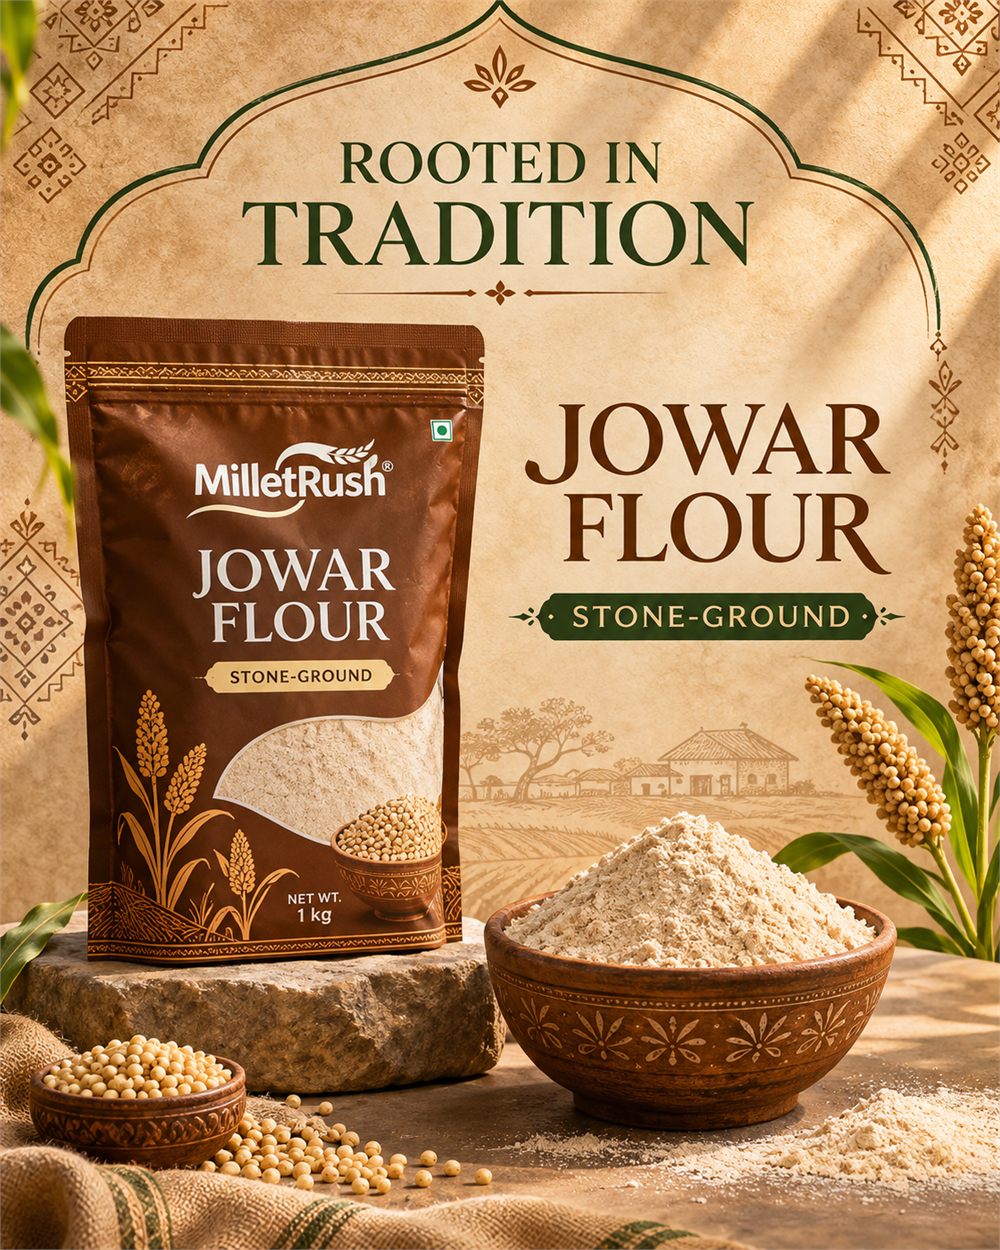 ROOTED IN
TRADITION
MilletRush®
JOWAR
FLOUR
STONE-GROUND
NET WT.
1 kg
JOWAR
FLOUR
STONE-GROUND